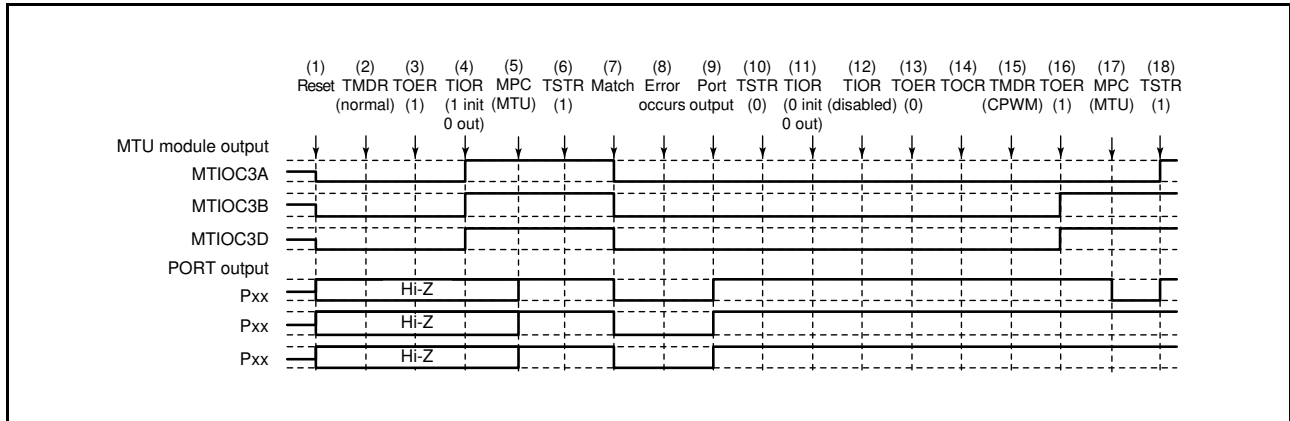 (1) (2) (3) (4) (5) (6) (7) (8) (9) (10) (11) (12) (13) (14) (15) (16) (17) (18)
Reset TMDR TOER TIOR MPC TSTR Match Error Port TSTR TIOR TIOR TOER TOCR TMDR TOER MPC TSTR
(normal) (1) (1 init (MTU) (1) occurs output (0) (0 init (disabled) (0) (CPWM) (1) (MTU) (1)
0 out) 0 out)
MTU module output
MTIOC3A
MTIOC3B
MTIOC3D
PORT output
Pxx Hi-Z
Pxx Hi-Z
Pxx Hi-Z